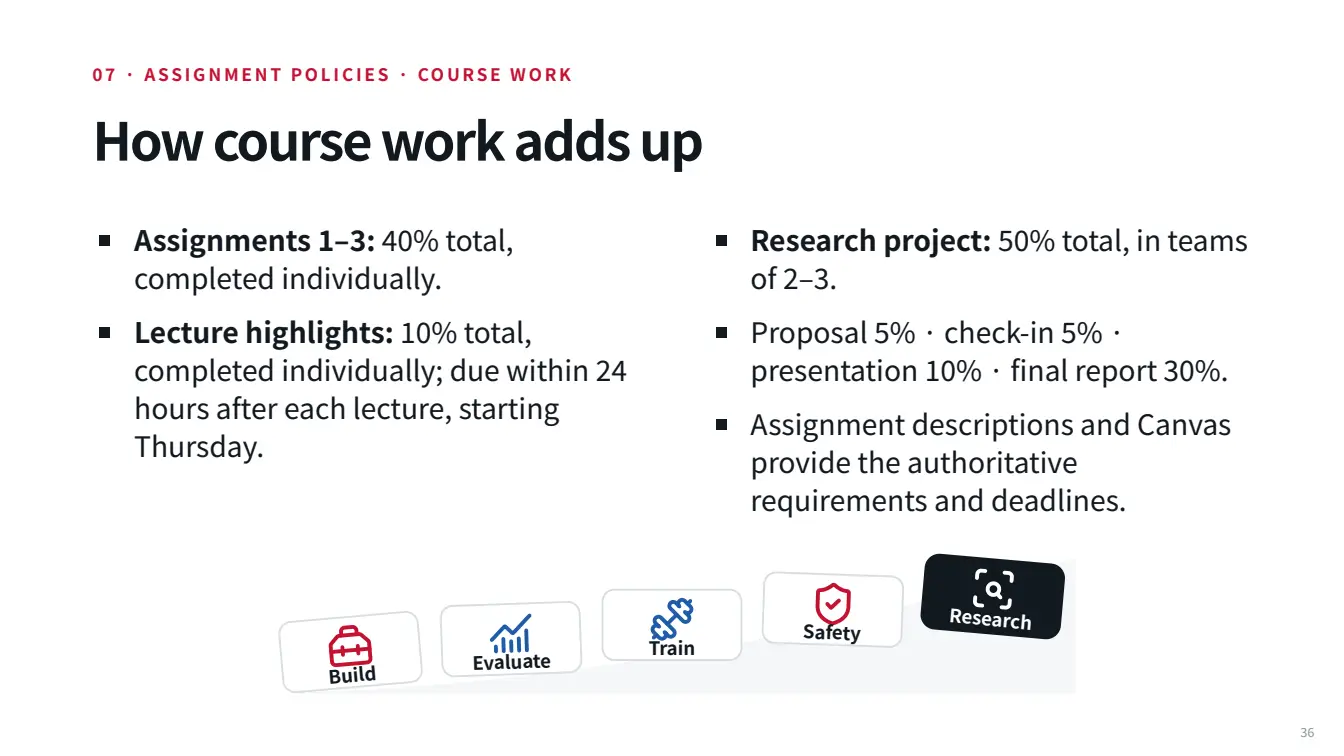 07 · ASSIGNMENT POLICIES · COURSE WORK
How course work adds up
Assignments 1–3: 40% total,
completed individually.
Lecture highlights: 10% total,
completed individually; due within 24
hours after each lecture, starting
Thursday.
Research project: 50% total, in teams
of 2–3.
Proposal 5% · check-in 5% ·
presentation 10% · final report 30%.
Assignment descriptions and Canvas
provide the authoritative
requirements and deadlines.
Build
Evaluate
Train
Safety
Research
36